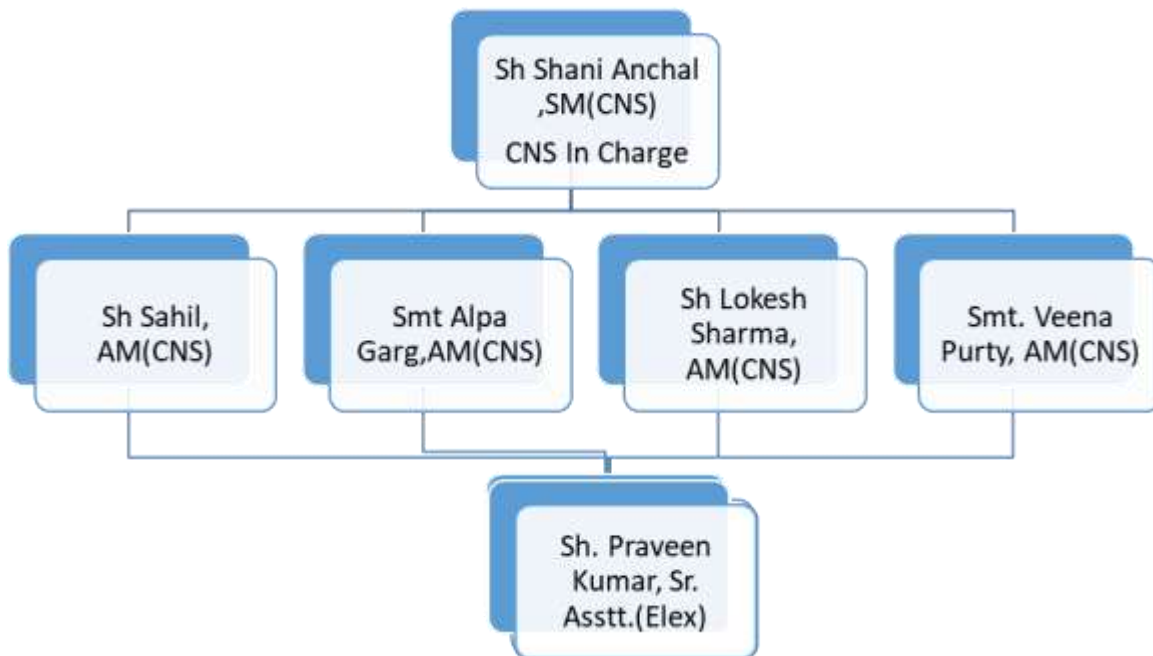 Sh Shani Anchal
,SM(CNS)
CNS In Charge
Sh Sahil,
AM(CNS)
Smt Alpa
Garg,AM(CNS)
Sh Lokesh
Sharma,
AM(CNS)
Smt. Veena
Purty, AM(CNS)
Sh. Praveen
Kumar, Sr.
Asstt.(Elex)